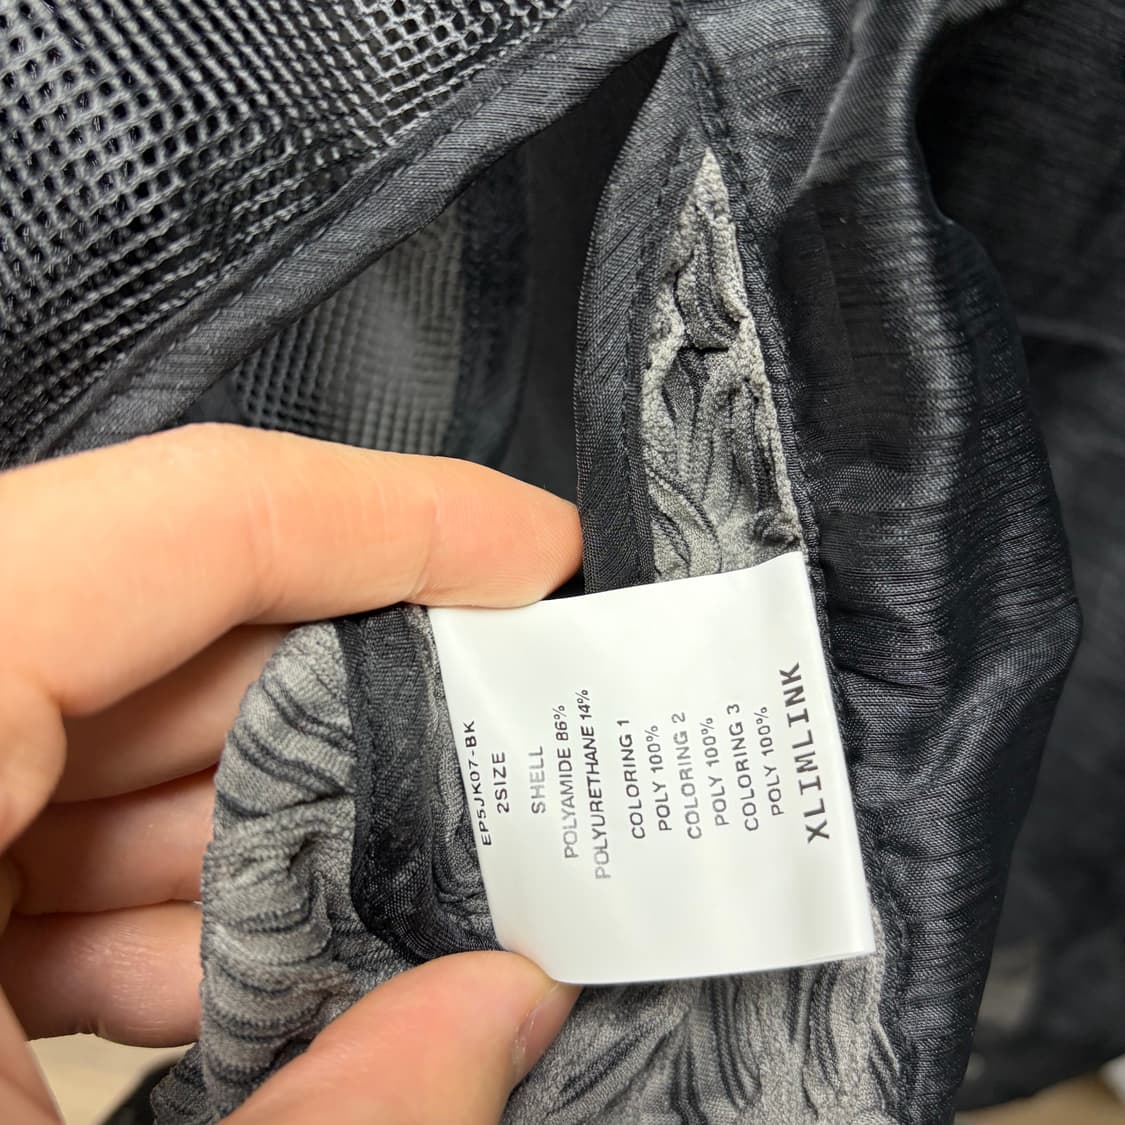 EP5JK07-BK
2SIZE
SHELL
POLYAMIDE 86%
POLYURETHANE 14%
COLORING 1
POLY 100%
COLORING 2
POLY 100%
COLORING 3
POLY 100%
XLIMLINK